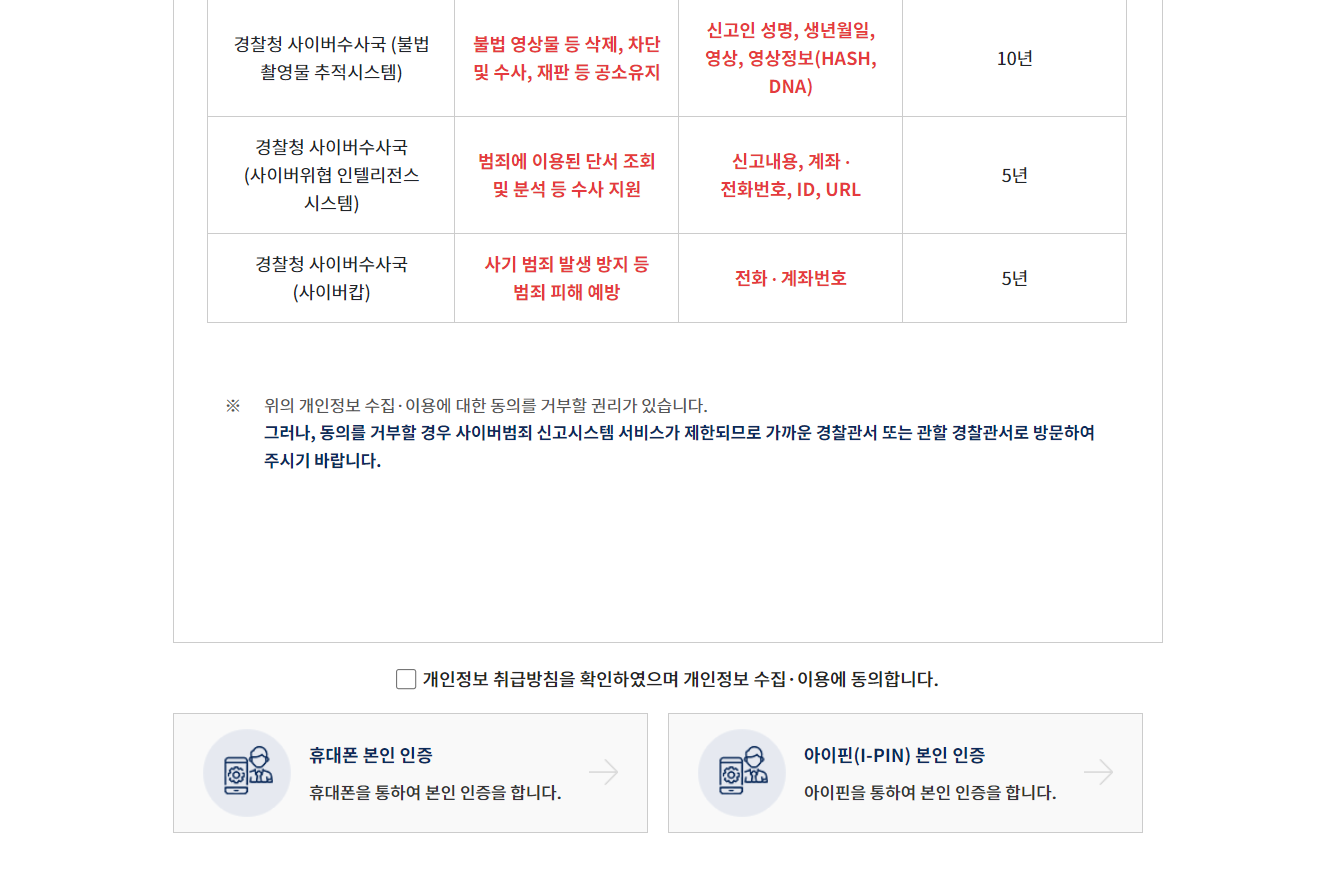 경찰청 사이버수사국 (불법
촬영물 추적시스템)
불법 영상물 등 삭제, 차단
및 수사, 재판 등 공소유지
신고인 성명, 생년월일,
영상, 영상정보(HASH,
DNA)
10년
경찰청 사이버수사국
(사이버위협 인텔리전스
시스템)
범죄에 이용된 단서 조회
및 분석 등 수사 지원
신고내용, 계좌 ·
전화번호, ID, URL
5년
경찰청 사이버수사국
(사이버캅)
사기 범죄 발생 방지 등
범죄 피해 예방
전화 · 계좌번호
5년
※ 위의 개인정보 수집·이용에 대한 동의를 거부할 권리가 있습니다.
그러나, 동의를 거부할 경우 사이버범죄 신고시스템 서비스가 제한되므로 가까운 경찰관서 또는 관할 경찰관서로 방문하여
주시기 바랍니다.
개인정보 취급방침을 확인하였으며 개인정보 수집·이용에 동의합니다.
휴대폰 본인 인증
휴대폰을 통하여 본인 인증을 합니다.
아이핀(I-PIN) 본인 인증
아이핀을 통하여 본인 인증을 합니다.